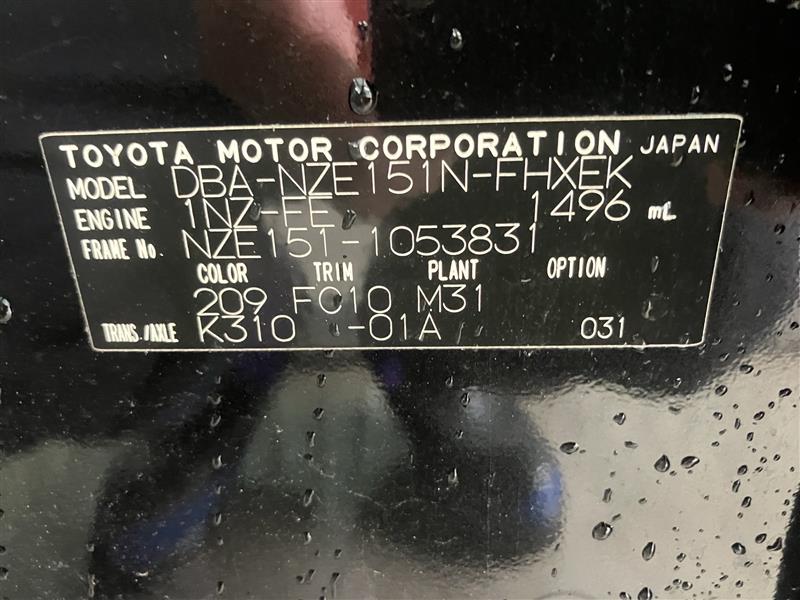 TOYOTA MOTOR CORPORATION JAPAN
MODEL DBA-NZE151N-FHXEK
ENGINE 1NZ-FE 1496 mL
FRAME No. NZE151-1053831
COLOR TRIM PLANT OPTION
209 FC10 M31
TRANS./AXLE K310 -01A 031